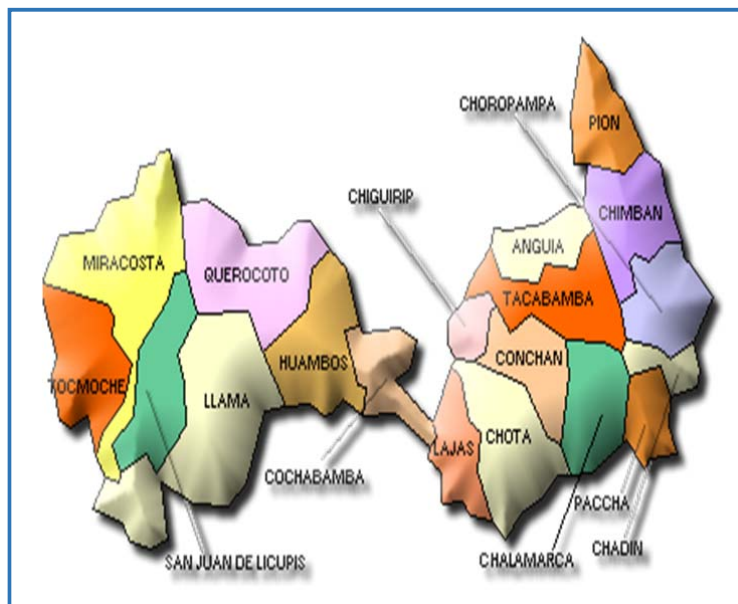 CHOROPAMPA
PION
CHIGUIRIP
CHIMBAN
ANGUIA
MIRACOSTA
QUEROCOTO
TACABAMBA
HUAMBOS
CONCHAN
TOCMOCHE
LLAMA
CHOTA
LAJAS
COCHABAMBA
PACCHA
CHADIN
CHALAMARCA
SAN JUAN DE LICUPIS